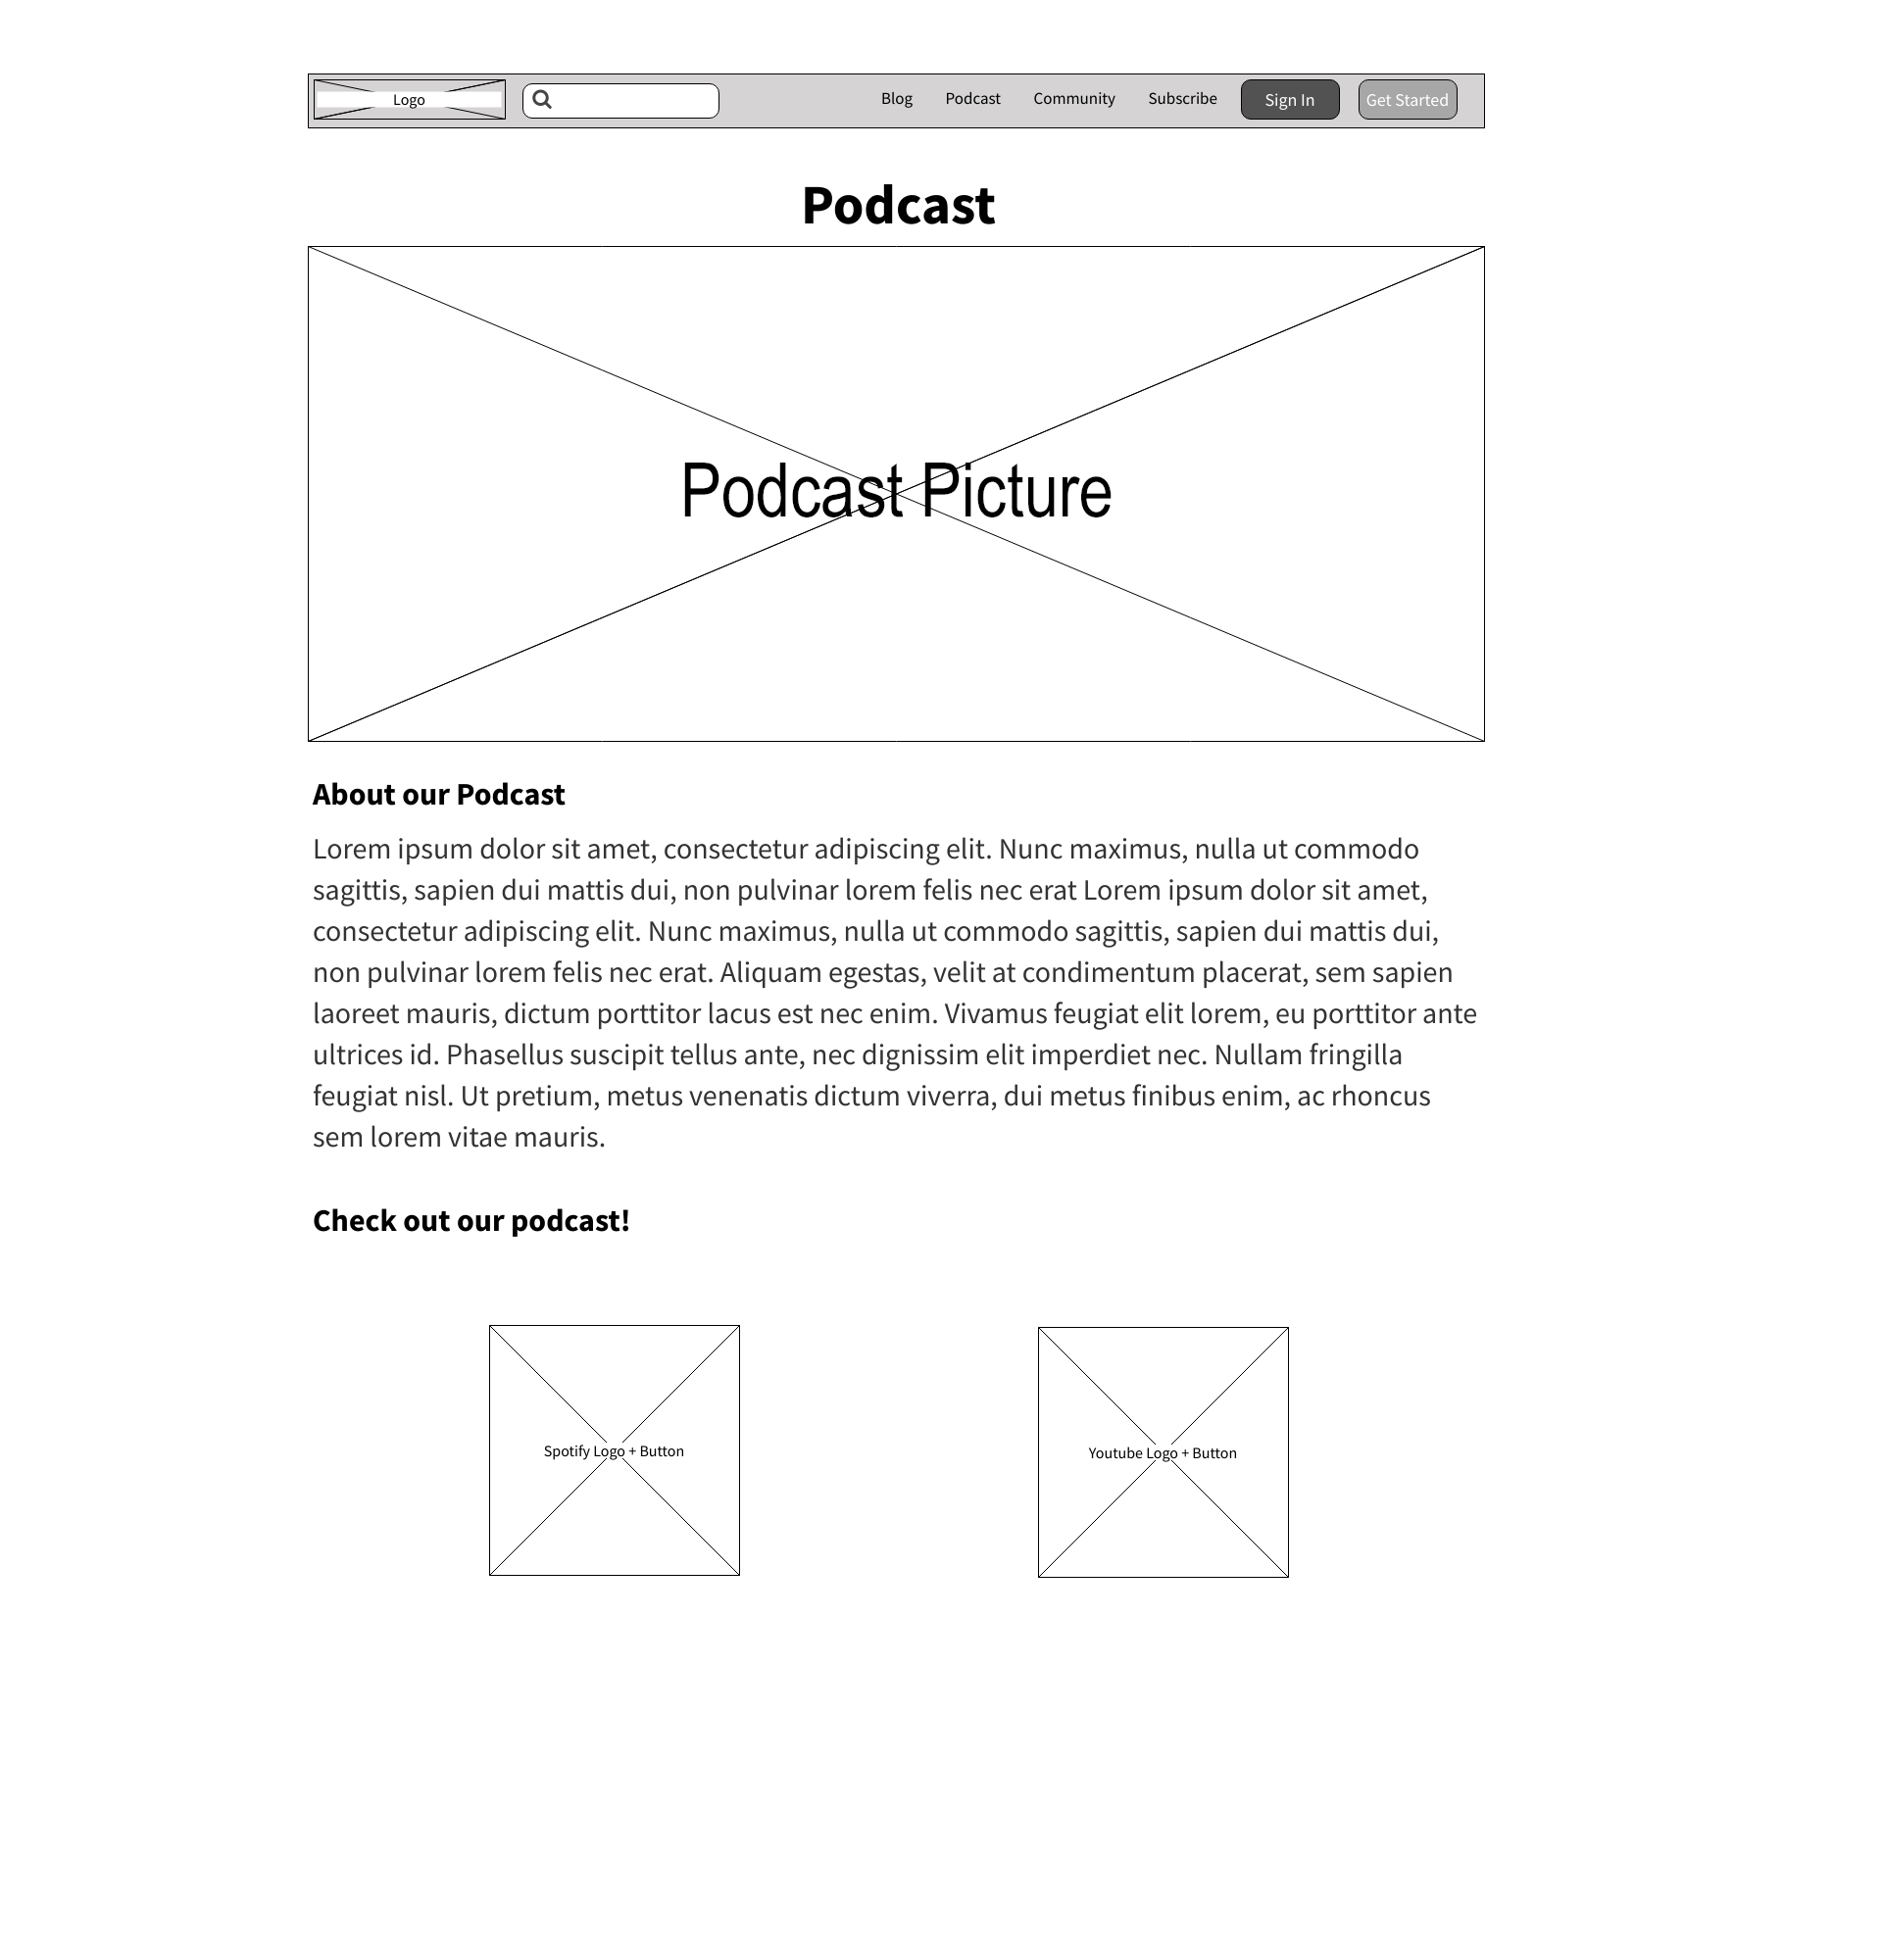 Logo
Blog Podcast Community Subscribe Sign In Get Started
Podcast
Podcast Picture
About our Podcast
Lorem ipsum dolor sit amet, consectetur adipiscing elit. Nunc maximus, nulla ut commodo
sagittis, sapien dui mattis dui, non pulvinar lorem felis nec erat Lorem ipsum dolor sit amet,
consectetur adipiscing elit. Nunc maximus, nulla ut commodo sagittis, sapien dui mattis dui,
non pulvinar lorem felis nec erat. Aliquam egestas, velit at condimentum placerat, sem sapien
laoreet mauris, dictum porttitor lacus est nec enim. Vivamus feugiat elit lorem, eu porttitor ante
ultrices id. Phasellus suscipit tellus ante, nec dignissim elit imperdiet nec. Nullam fringilla
feugiat nisl. Ut pretium, metus venenatis dictum viverra, dui metus finibus enim, ac rhoncus
sem lorem vitae mauris.
Check out our podcast!
Spotify Logo + Button
Youtube Logo + Button